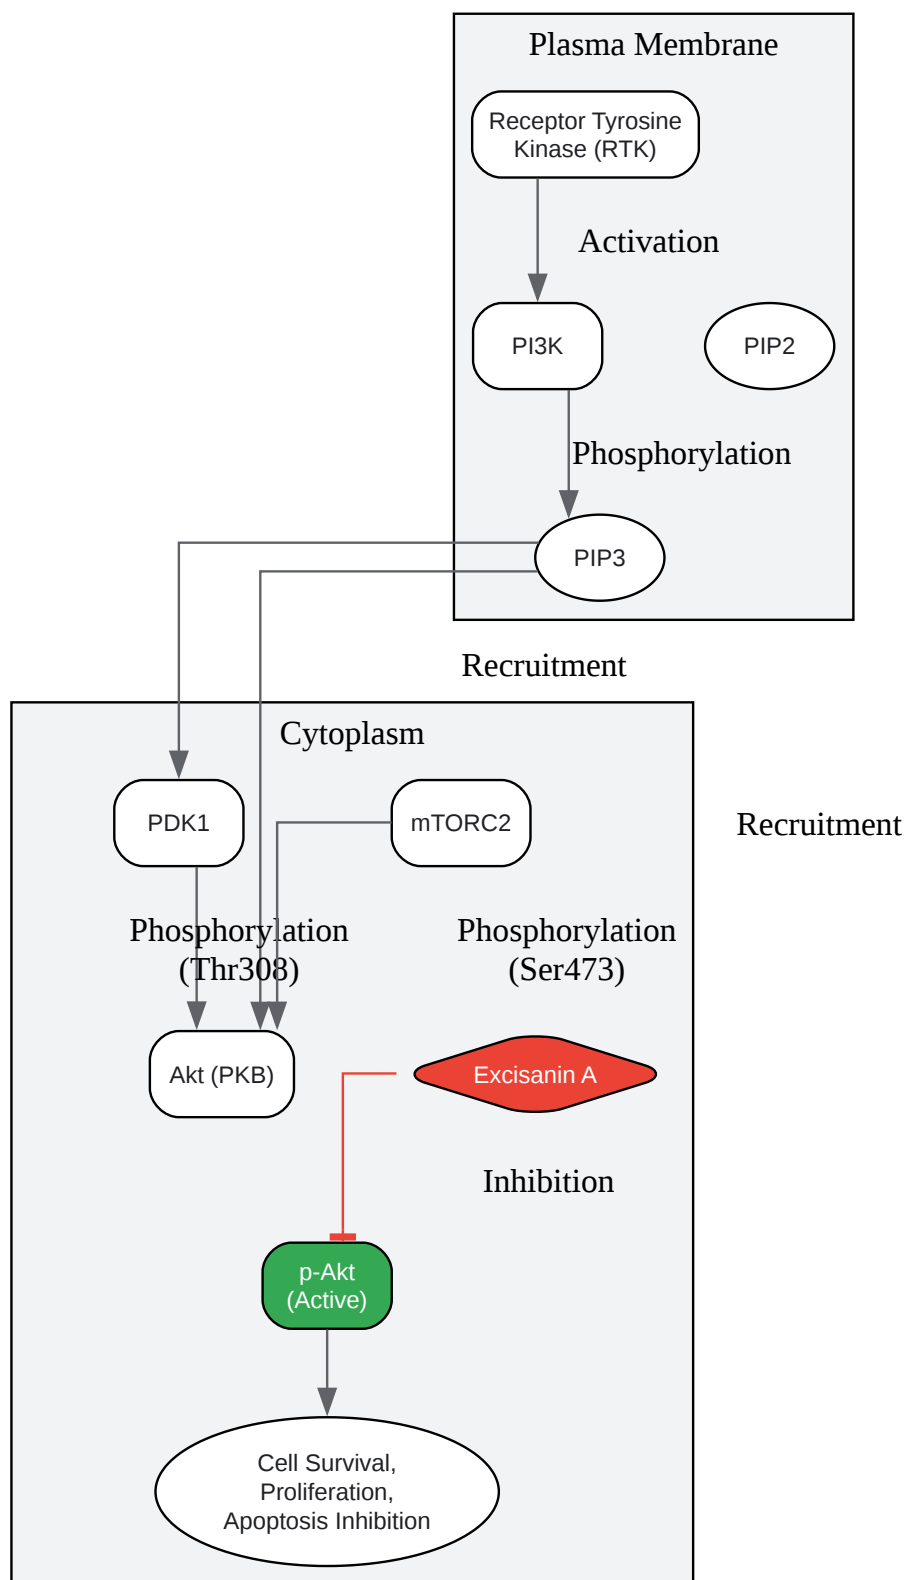 Plasma Membrane
Receptor Tyrosine
Kinase (RTK)
Activation
PI3K
PIP2
Phosphorylation
PIP3
Recruitment
Cytoplasm
PDK1
mTORC2
Recruitment
Phosphorylation
(Thr308)
Phosphorylation
(Ser473)
Akt (PKB)
Excisanin A
Inhibition
p-Akt
(Active)
Cell Survival,
Proliferation,
Apoptosis Inhibition